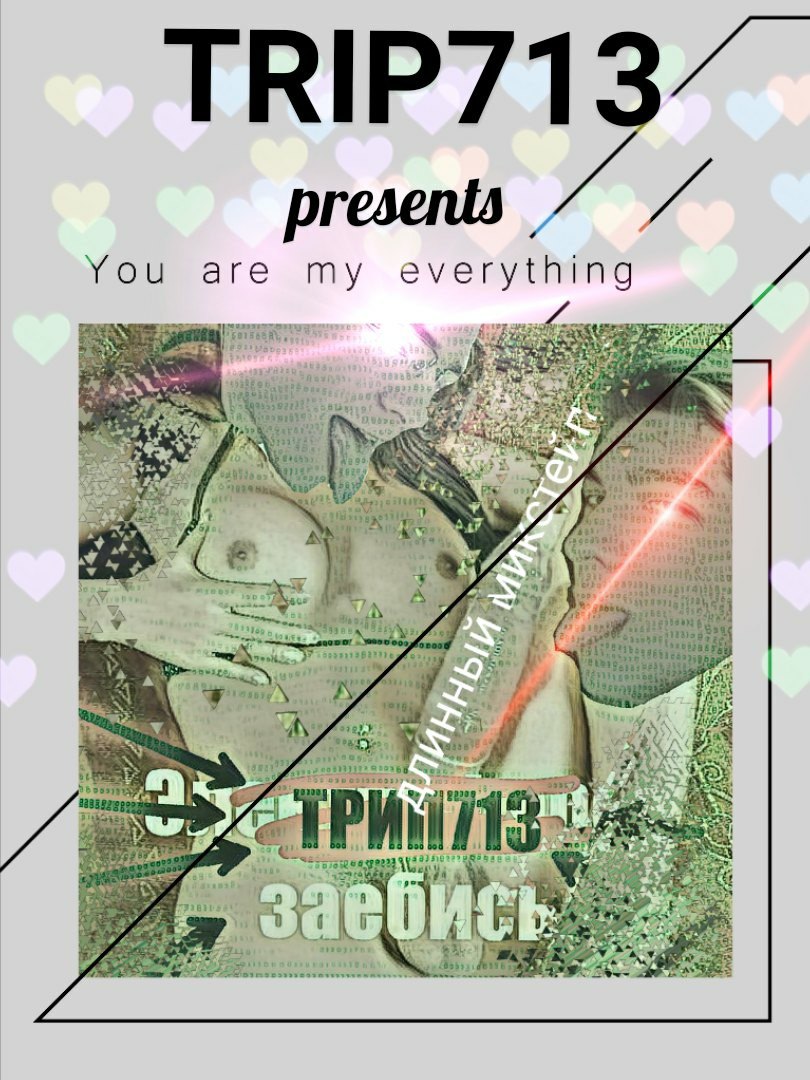 TRIP713
presents
You are my everything
длинный микстейп
ТРИП713
заебись